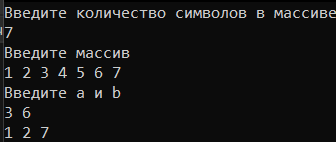 Введите количество символов в массиве
7
Введите массив
1 2 3 4 5 6 7
Введите a и b
3 6
1 2 7